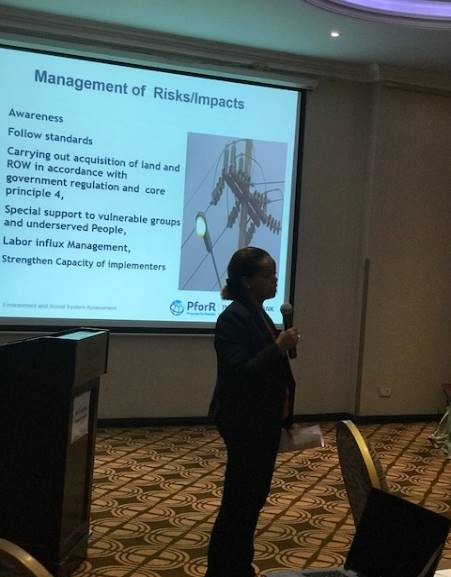 Management of Risks/Impacts
Awareness
Follow standards
Carrying out acquisition of land and
ROW in accordance with
government regulation and core
principle 4,
Special support to vulnerable groups
and underserved People,
Labor influx Management,
Strengthen Capacity of implementers
Environment and Social System Assessment
PforR